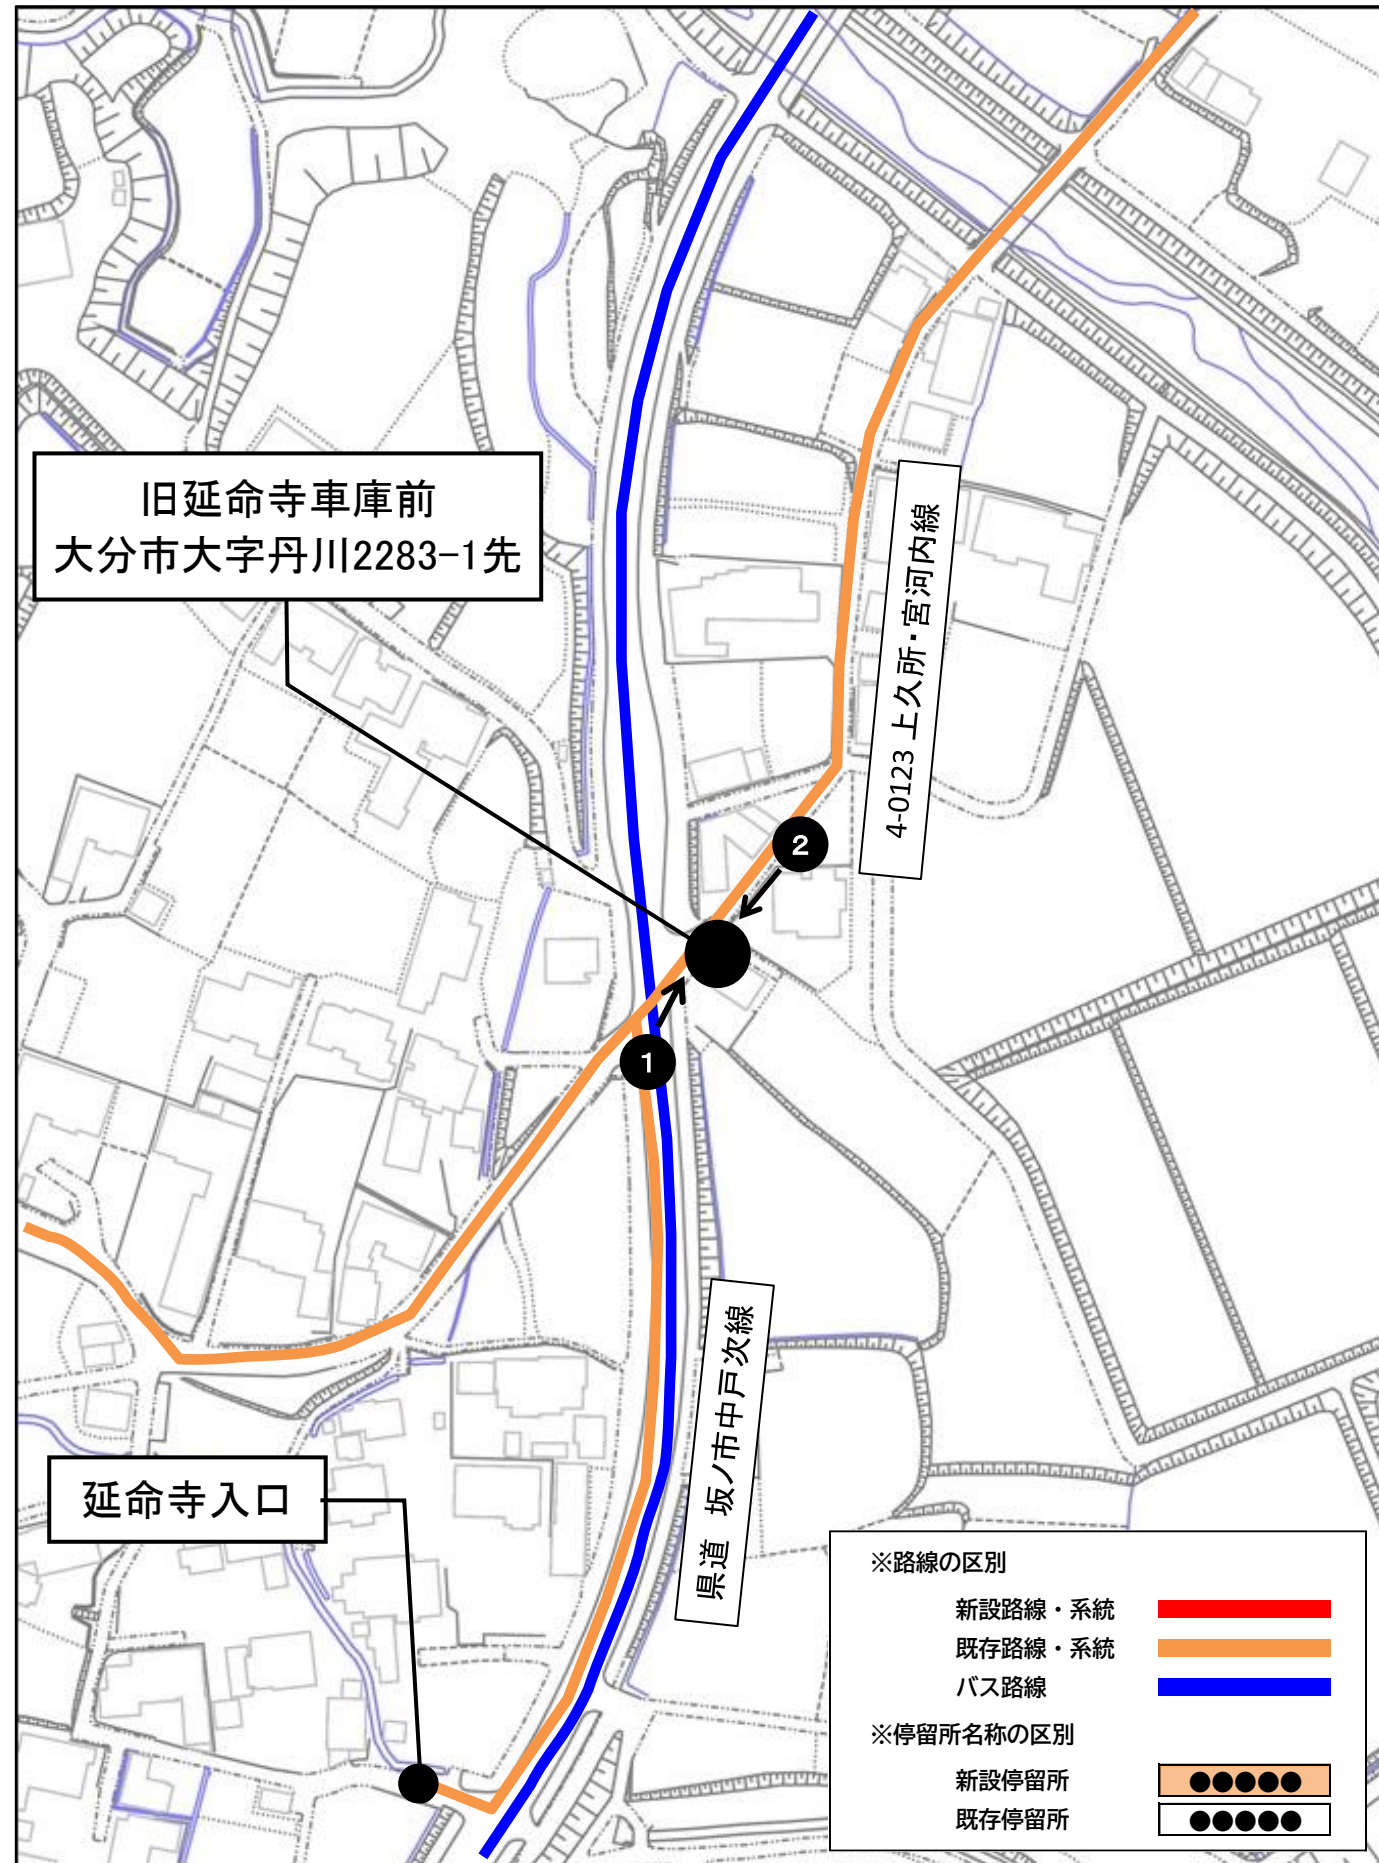 旧延命寺車庫前
大分市大字丹川2283-1先
4-0123 上久所・宮河内線
2
1
県道 坂ノ市中戸次線
延命寺入口
※路線の区別
新設路線・系統
既存路線・系統
バス路線
※停留所名称の区別
新設停留所 ●●●●●
既存停留所 ●●●●●